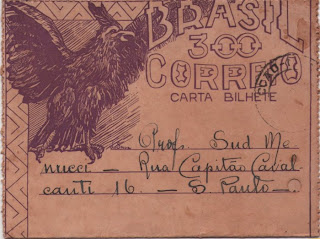 BRASIL
300
CORREIO
CARTA BILHETE
Prof. Sud Me
nucci — Rua Capitão Caval
canti 16 — S. Paulo —